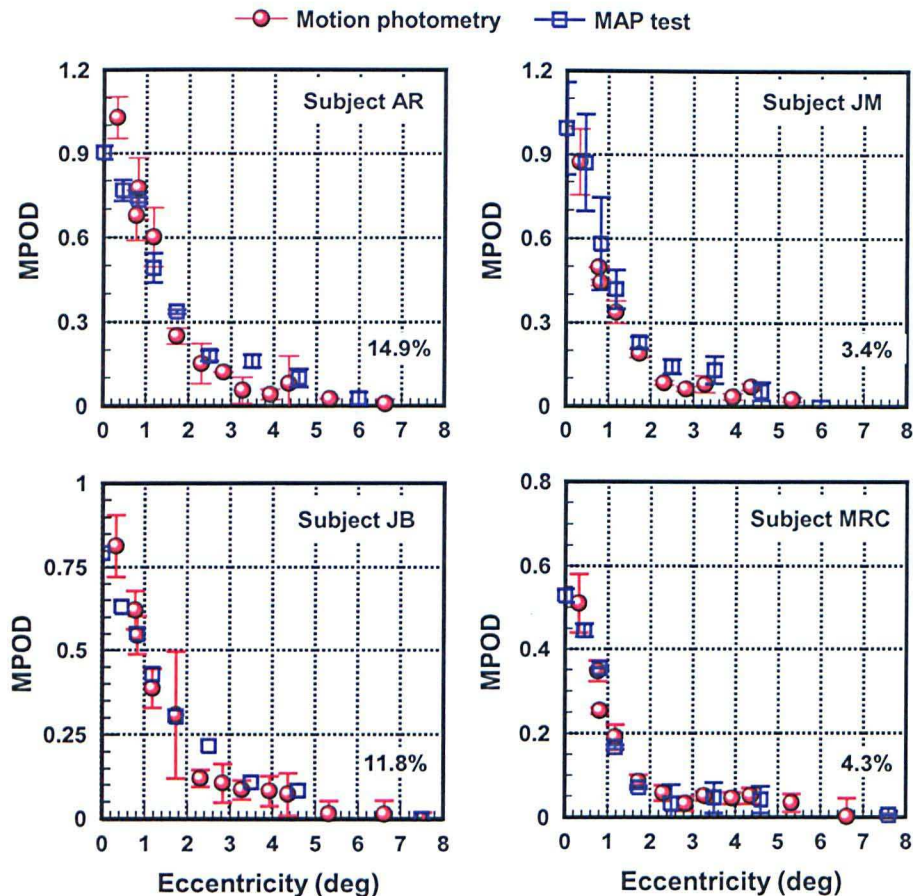 Motion photometry MAP test
1.2
0.9
0.6
0.3
0
MPOD
Subject AR
14.9%
0 1 2 3 4 5 6 7 8
1.2
0.9
0.6
0.3
0
MPOD
Subject JM
3.4%
0 1 2 3 4 5 6 7 8
1
0.75
0.5
0.25
0
MPOD
Subject JB
11.8%
0 1 2 3 4 5 6 7 8
Eccentricity (deg)
0.8
0.6
0.4
0.2
0
MPOD
Subject MRC
4.3%
0 1 2 3 4 5 6 7 8
Eccentricity (deg)